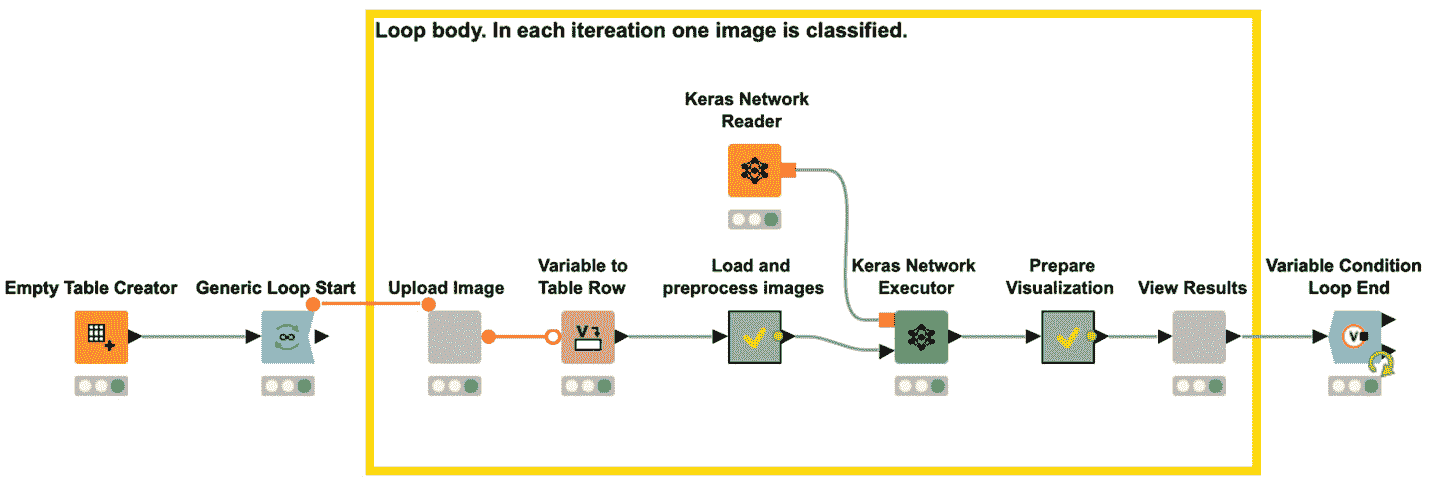 Loop body. In each itereation one image is classified.
Keras Network
Reader
Empty Table Creator
Generic Loop Start
Upload Image
Variable to
Table Row
Load and
preprocess images
Keras Network
Executor
Prepare
Visualization
View Results
Variable Condition
Loop End
V
V